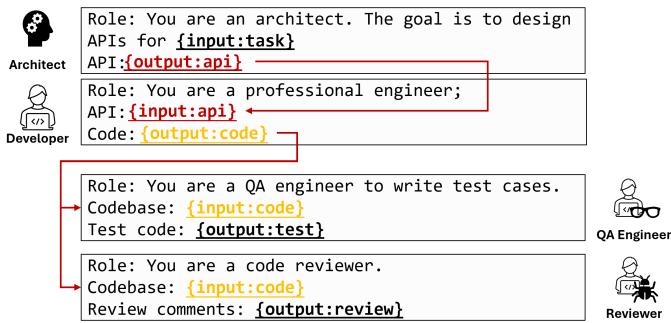 Role: You are an architect. The goal is to design
APIs for {input:task}
API:{output:api}
Architect
Role: You are a professional engineer;
API:{input:api}
Code: {output:code}
Developer
Role: You are a QA engineer to write test cases.
Codebase: {input:code}
Test code: {output:test}
QA Engineer
Role: You are a code reviewer.
Codebase: {input:code}
Review comments: {output:review}
Reviewer